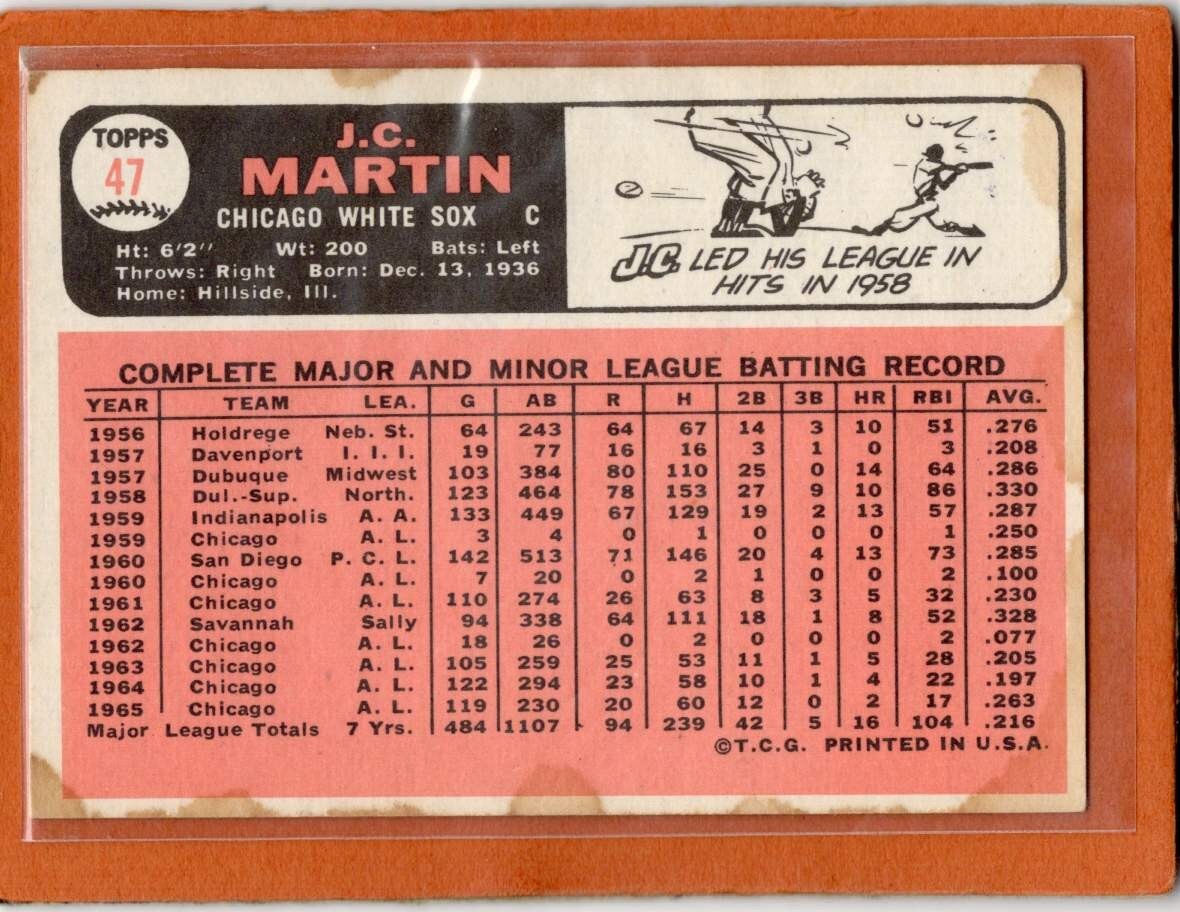 TOPPS
47
J.C.
MARTIN
CHICAGO WHITE SOX C
Ht: 6'2" Wt: 200 Bats: Left
Throws: Right Born: Dec. 13, 1936
Home: Hillside, Ill.
J.C. LED HIS LEAGUE IN
HITS IN 1958
COMPLETE MAJOR AND MINOR LEAGUE BATTING RECORD
YEAR TEAM LEA. G AB R H 2B 3B HR RBI AVG.
1956 Holdrege Neb. St. 64 243 64 67 14 3 10 51 .276
1957 Davenport I. I. I. 19 77 16 16 3 1 0 3 .208
1957 Dubuque Midwest 103 384 80 110 25 0 14 64 .286
1958 Dul.-Sup. North. 123 464 78 153 27 9 10 86 .330
1959 Indianapolis A. A. 133 449 67 129 19 2 13 57 .287
1959 Chicago A. L. 3 4 0 1 0 0 0 1 .250
1960 San Diego P. C. L. 142 513 71 146 20 4 13 73 .285
1960 Chicago A. L. 7 20 0 2 1 0 0 2 .100
1961 Chicago A. L. 110 274 26 63 8 3 5 32 .230
1962 Savannah Sally 94 338 64 111 18 1 8 52 .328
1962 Chicago A. L. 18 26 0 2 0 0 0 2 .077
1963 Chicago A. L. 105 259 25 53 11 1 5 28 .205
1964 Chicago A. L. 122 294 23 58 10 1 4 22 .197
1965 Chicago A. L. 119 230 20 60 12 0 2 17 .263
Major League Totals 7 Yrs. 484 1107 94 239 42 5 16 104 .216
©T.C.G. PRINTED IN U.S.A.